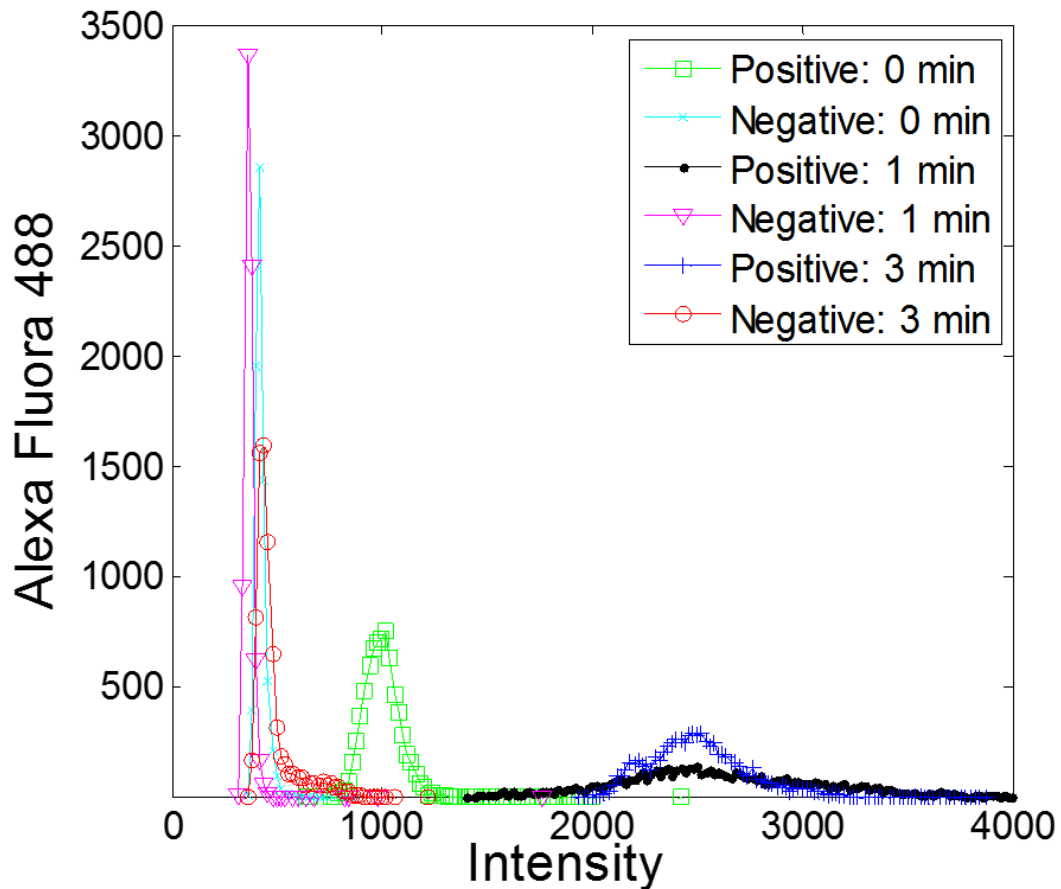 3500
3000
2500
2000
1500
1000
500
Alexa Fluora 488
0
1000
2000
3000
4000
Intensity
Positive: 0 min
Negative: 0 min
Positive: 1 min
Negative: 1 min
Positive: 3 min
Negative: 3 min